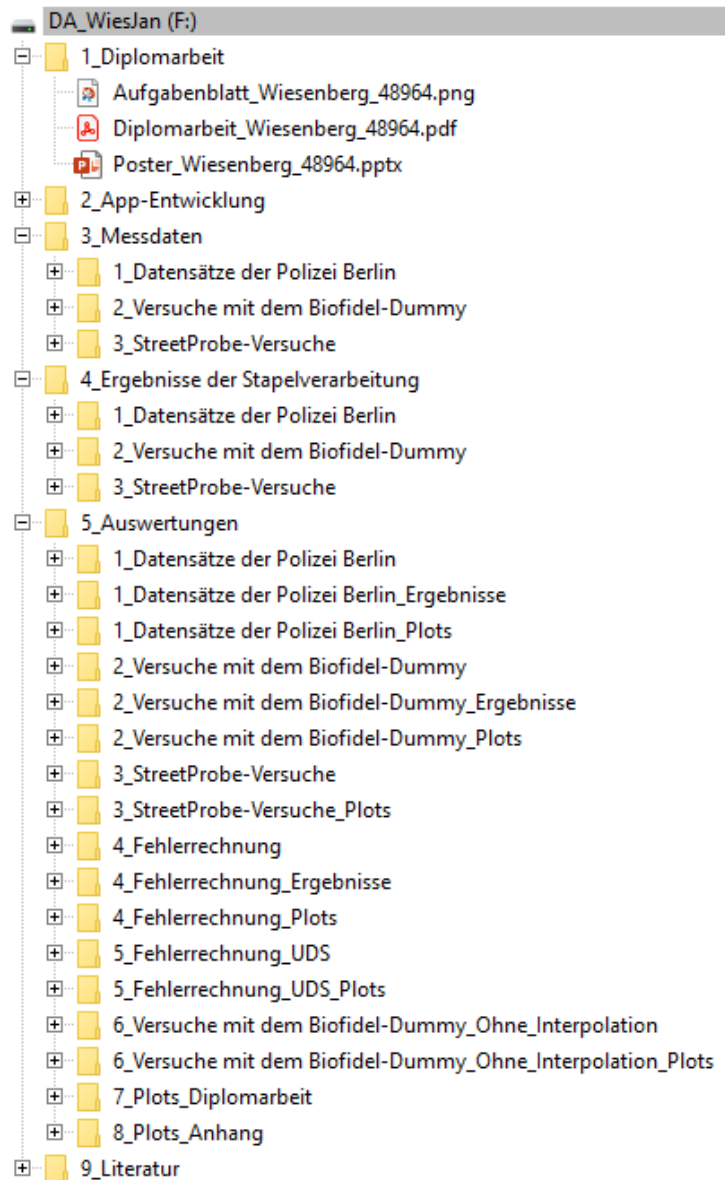 DA_WiesJan (F:)
1_Diplomarbeit
Aufgabenblatt_Wiesenberg_48964.png
Diplomarbeit_Wiesenberg_48964.pdf
Poster_Wiesenberg_48964.pptx
2_App-Entwicklung
3_Messdaten
1_Datensätze der Polizei Berlin
2_Versuche mit dem Biofidel-Dummy
3_StreetProbe-Versuche
4_Ergebnisse der Stapelverarbeitung
1_Datensätze der Polizei Berlin
2_Versuche mit dem Biofidel-Dummy
3_StreetProbe-Versuche
5_Auswertungen
1_Datensätze der Polizei Berlin
1_Datensätze der Polizei Berlin_Ergebnisse
1_Datensätze der Polizei Berlin_Plots
2_Versuche mit dem Biofidel-Dummy
2_Versuche mit dem Biofidel-Dummy_Ergebnisse
2_Versuche mit dem Biofidel-Dummy_Plots
3_StreetProbe-Versuche
3_StreetProbe-Versuche_Plots
4_Fehlerrechnung
4_Fehlerrechnung_Ergebnisse
4_Fehlerrechnung_Plots
5_Fehlerrechnung_UDS
5_Fehlerrechnung_UDS_Plots
6_Versuche mit dem Biofidel-Dummy_Ohne_Interpolation
6_Versuche mit dem Biofidel-Dummy_Ohne_Interpolation_Plots
7_Plots_Diplomarbeit
8_Plots_Anhang
9_Literatur